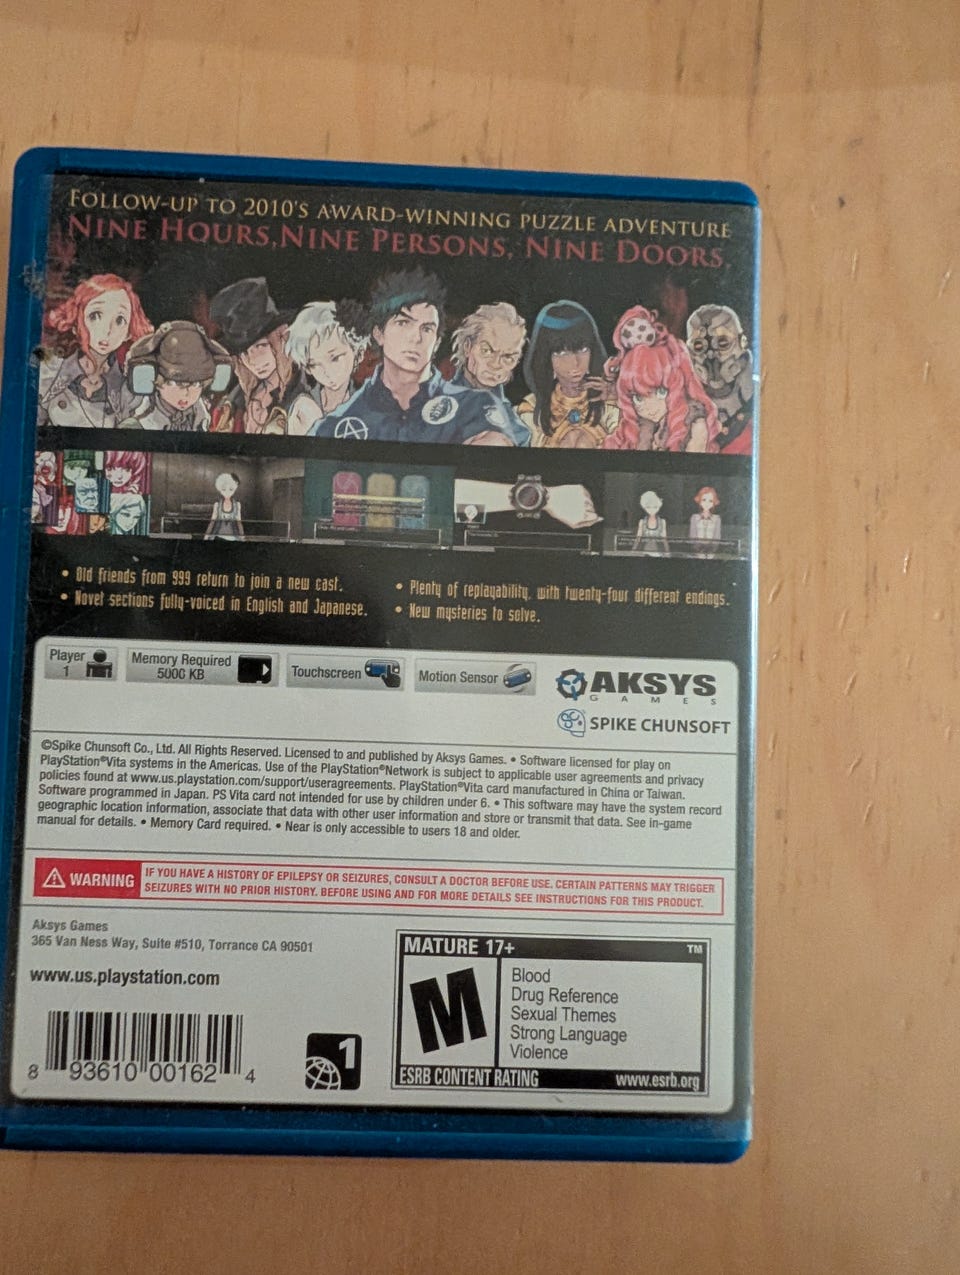 FOLLOW-UP TO 2010'S AWARD-WINNING PUZZLE ADVENTURE
NINE HOURS, NINE PERSONS, NINE DOORS.
• Old friends from 999 return to join a new cast.
• Novel sections fully-voiced in English and Japanese.
• Plenty of replayability, with twenty-four different endings.
• New mysteries to solve.
Player
1
Memory Required
5000 KB
Touchscreen
Motion Sensor
AKSYS
GAMES
SPIKE CHUNSOFT
©Spike Chunsoft Co., Ltd. All Rights Reserved. Licensed to and published by Aksys Games. • Software licensed for play on
PlayStation®Vita systems in the Americas. Use of the PlayStation®Network is subject to applicable user agreements and privacy
policies found at www.us.playstation.com/support/useragreements. PlayStation®Vita card manufactured in China or Taiwan.
Software programmed in Japan. PS Vita card not intended for use by children under 6. • This software may have the system record
geographic location information, associate that data with other user information and store or transmit that data. See in-game
manual for details. • Memory Card required. • Near is only accessible to users 18 and older.
WARNING
IF YOU HAVE A HISTORY OF EPILEPSY OR SEIZURES, CONSULT A DOCTOR BEFORE USE. CERTAIN PATTERNS MAY TRIGGER
SEIZURES WITH NO PRIOR HISTORY. BEFORE USING AND FOR MORE DETAILS SEE INSTRUCTIONS FOR THIS PRODUCT.
Aksys Games
365 Van Ness Way, Suite #510, Torrance CA 90501
www.us.playstation.com
8 93610 00162 4
1
MATURE 17+ ™
M
Blood
Drug Reference
Sexual Themes
Strong Language
Violence
ESRB CONTENT RATING www.esrb.org